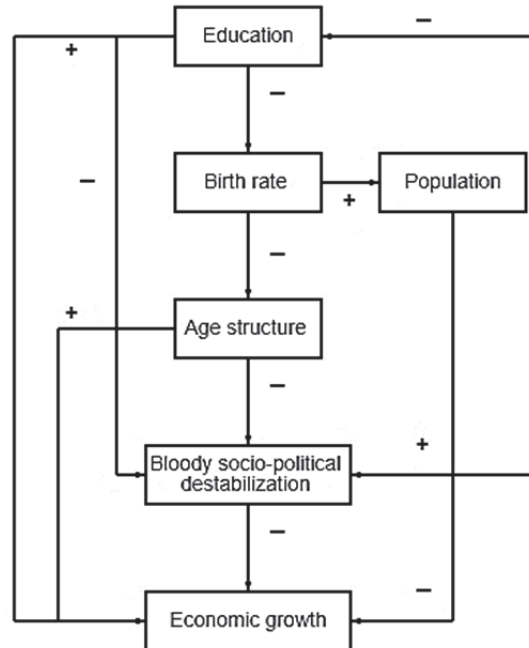 −
Education
+
−
−
Birth rate
Population
+
−
+
Age structure
−
+
Bloody socio-political
destabilization
−
−
Economic growth